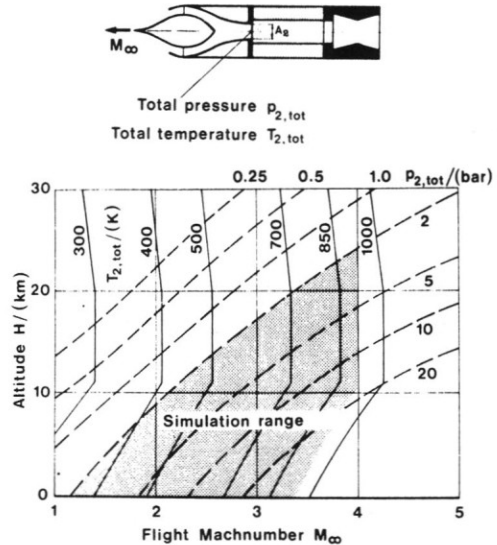 M∞
A2
Total pressure p2,tot
Total temperature T2,tot
0.25 0.5 1.0 p2,tot/(bar)
30
20
10
0
Altitude H/(km)
300
T2,tot/(K)
400
500
700
850
1000
2
5
10
20
Simulation range
1 2 3 4 5
Flight Machnumber M∞